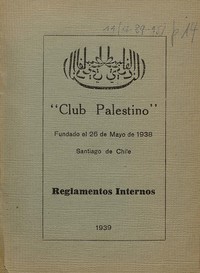 "Club Palestino"
Fundado el 26 de Mayo de 1938
Santiago de Chile
Reglamentos Internos
1939